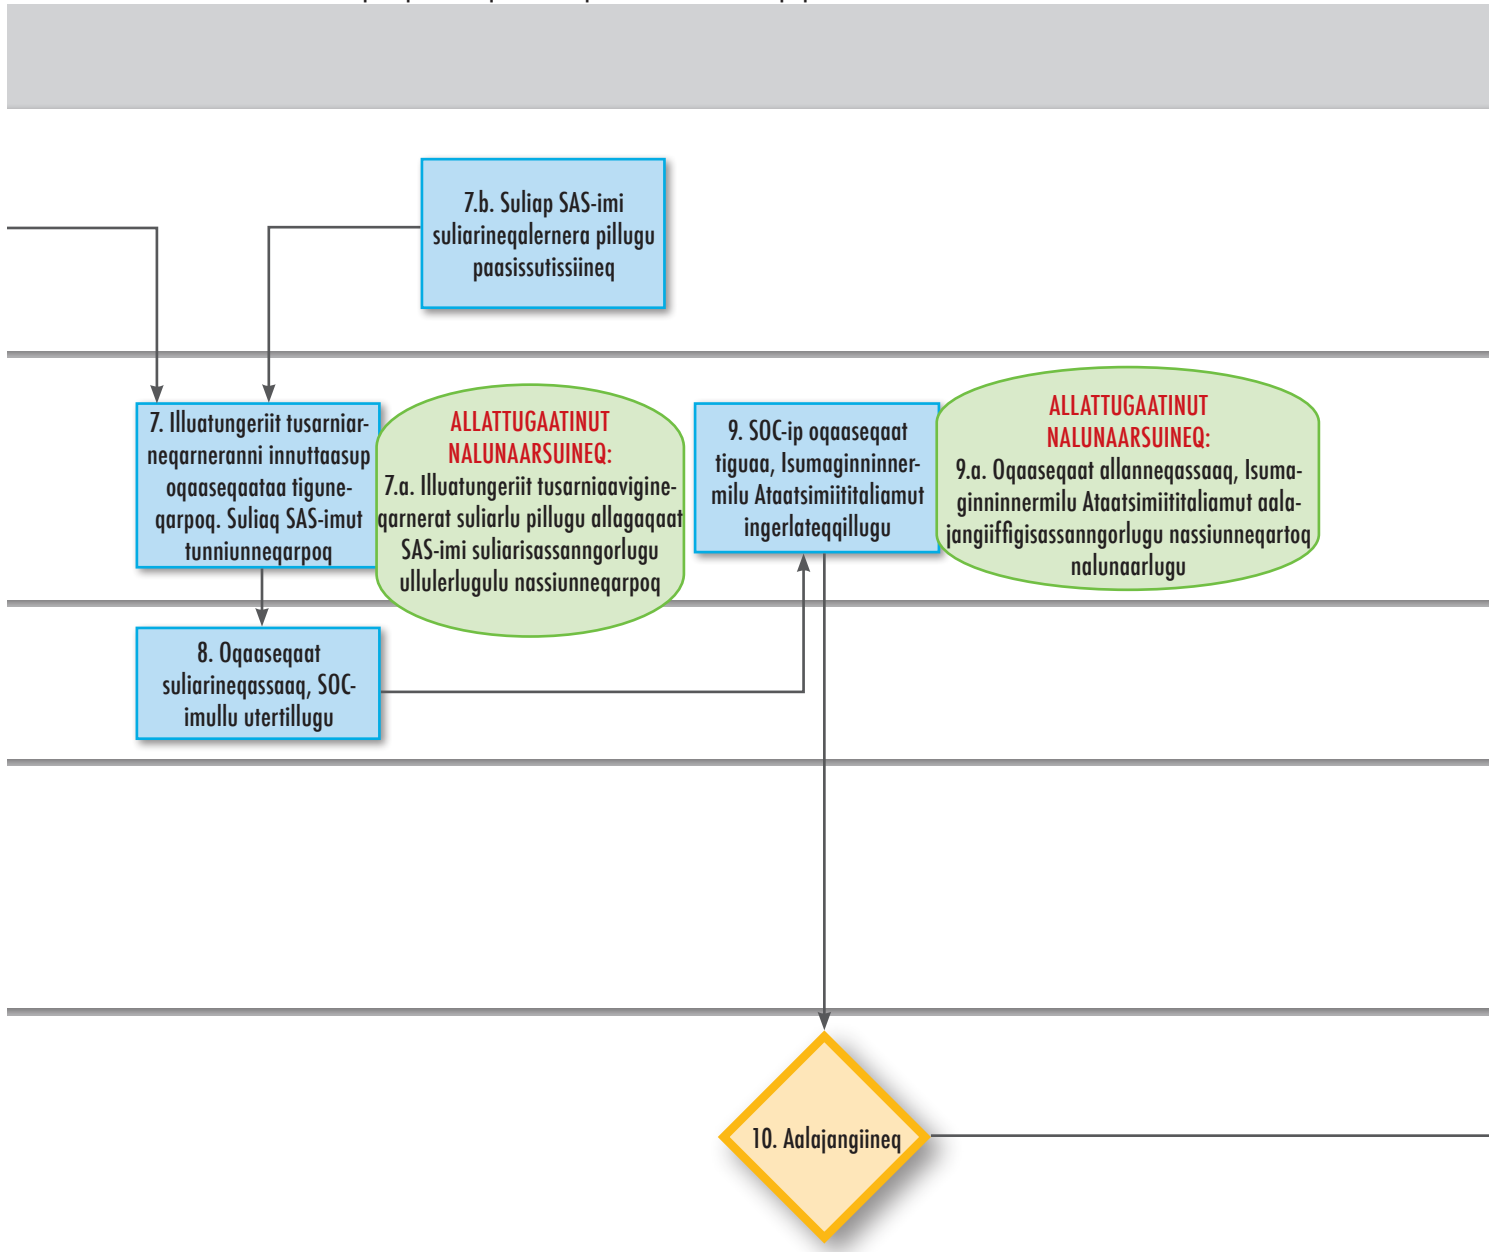 7.b. Suliap SAS-imi
suliarineqalernera pillugu
paasissutissiineq
7. Illuatungeriit tusarniar-
neqarneranni innuttaasup
oqaaseqaataa tigune-
qarpoq. Suliaq SAS-imut
tunniunneqarpoq
ALLATTUGAATINUT
NALUNAARSUINEQ:
7.a. Illuatungeriit tusarniaavigine-
qarnerat suliarlu pillugu allagaqaat
SAS-imi suliarisassanngorlugu
ullulerlugulu nassiunneqarpoq
9. SOC-ip oqaaseqaat
tiguaa, Isumaginninner-
milu Ataatsimiititaliamut
ingerlateqqillugu
ALLATTUGAATINUT
NALUNAARSUINEQ:
9.a. Oqaaseqaat allanneqassaaq, Isuma-
ginninnermilu Ataatsimiititaliamut aala-
jangiiffigisassanngorlugu nassiunneqartoq
nalunaarlugu
8. Oqaaseqaat
suliarineqassaaq, SOC-
imullu utertillugu
10. Aalajangiineq